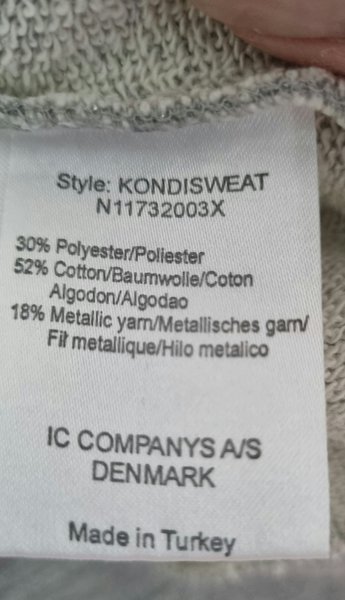 Style: KONDISWEAT
N11732003X
30% Polyester/Poliester
52% Cotton/Baumwolle/Coton
Algodon/Algodao
18% Metallic yarn/Metallisches garn/
Fil metallique/Hilo metalico
IC COMPANYS A/S
DENMARK
Made in Turkey